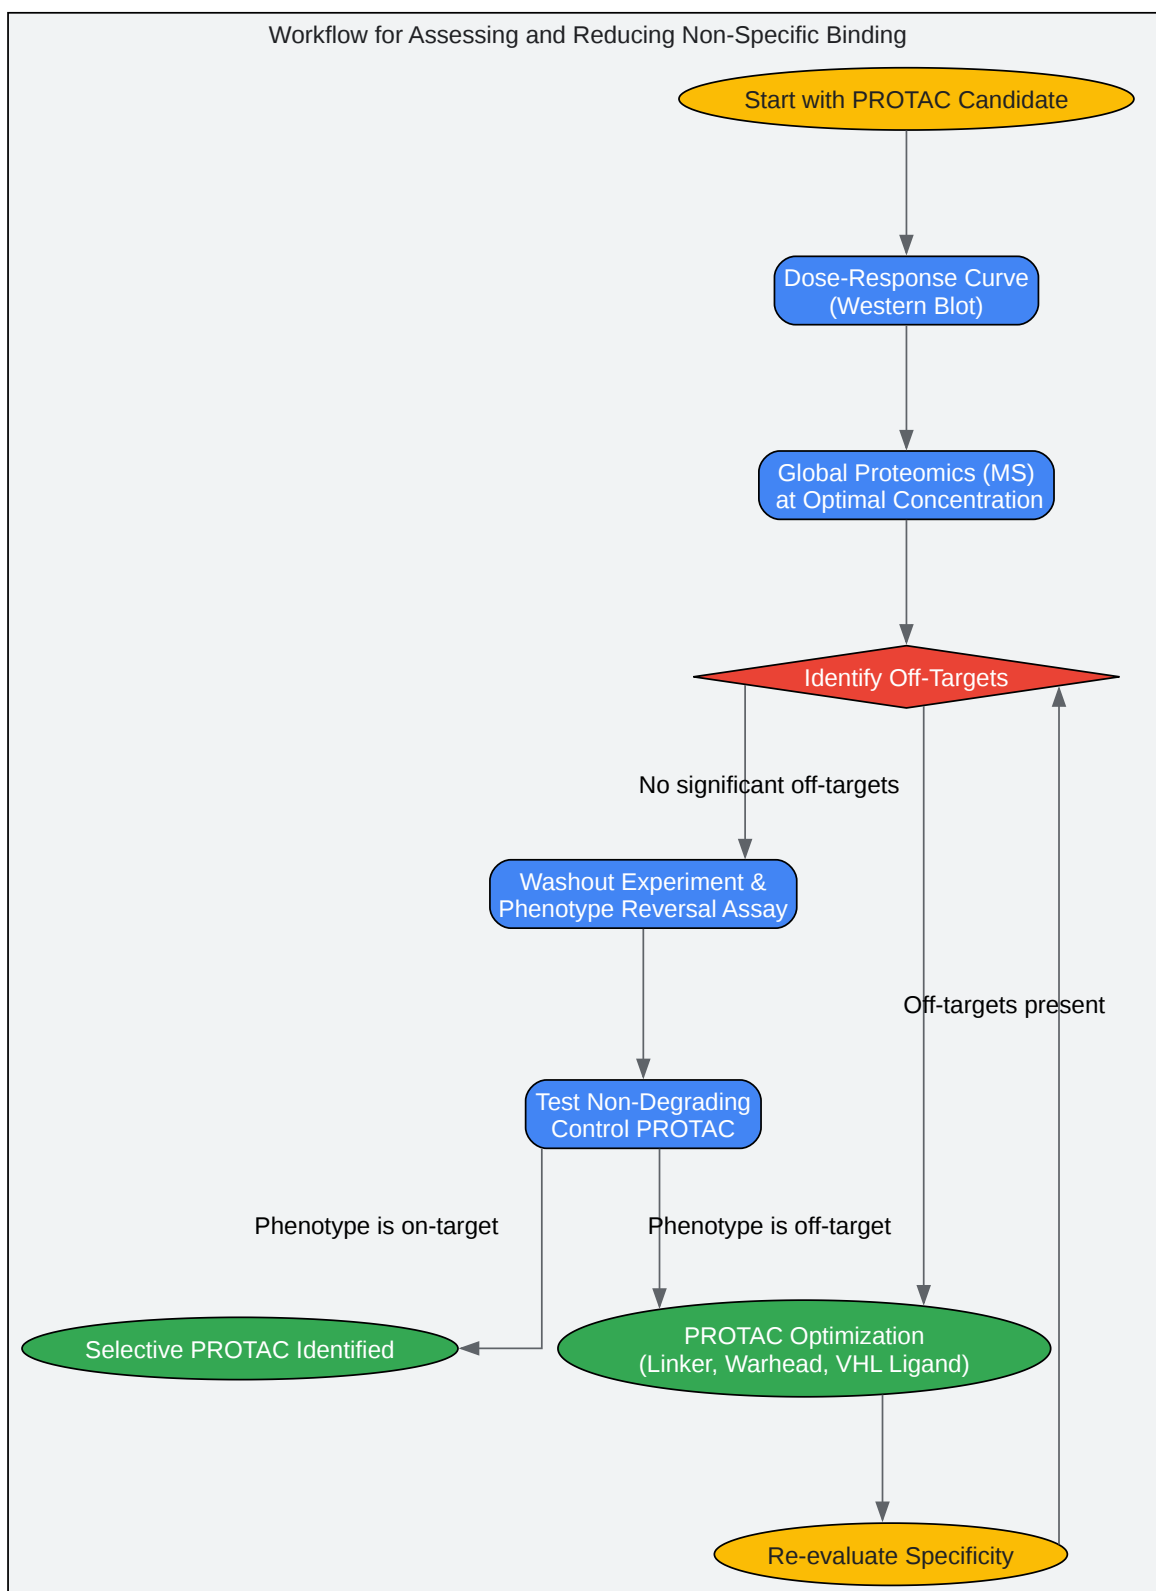 Workflow for Assessing and Reducing Non-Specific Binding
Start with PROTAC Candidate
Dose-Response Curve
(Western Blot)
Global Proteomics (MS)
at Optimal Concentration
Identify Off-Targets
No significant off-targets
Washout Experiment &
Phenotype Reversal Assay
Off-targets present
Test Non-Degrading
Control PROTAC
Phenotype is on-target
Phenotype is off-target
Selective PROTAC Identified
PROTAC Optimization
(Linker, Warhead, VHL Ligand)
Re-evaluate Specificity